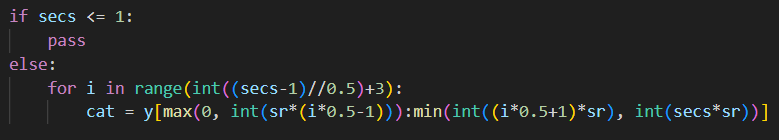 if secs <= 1:
    pass
else:
    for i in range(int((secs-1)//0.5)+3):
        cat = y[max(0, int(sr*(i*0.5-1))):min(int((i*0.5+1)*sr), int(secs*sr))]